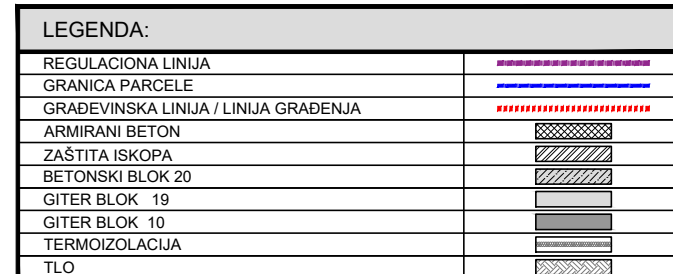 LEGENDA:
REGULACIONA LINIJA
GRANICA PARCELE
GRAĐEVINSKA LINIJA / LINIJA GRAĐENJA
ARMIRANI BETON
ZAŠTITA ISKOPA
BETONSKI BLOK 20
GITER BLOK 19
GITER BLOK 10
TERMOIZOLACIJA
TLO